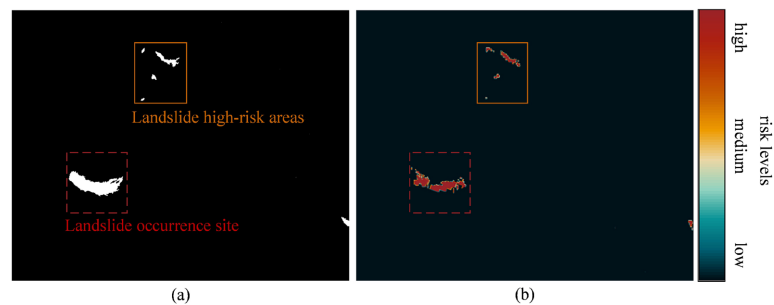 Landslide high-risk areas
Landslide occurrence site
(a)
(b)
high
medium
low
risk levels